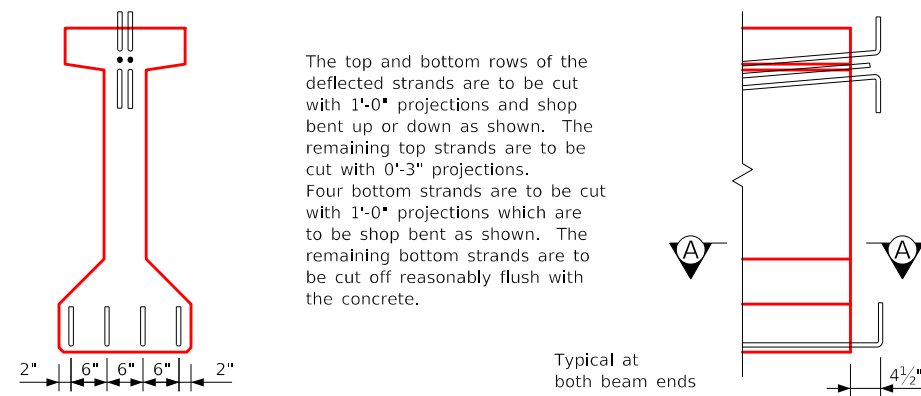 The top and bottom rows of the
deflected strands are to be cut
with 1'-0" projections and shop
bent up or down as shown. The
remaining top strands are to be
cut with 0'-3" projections.
Four bottom strands are to be cut
with 1'-0" projections which are
to be shop bent as shown. The
remaining bottom strands are to
be cut off reasonably flush with
the concrete.
A A
2" 6" 6" 6" 2"
Typical at
both beam ends
4½"